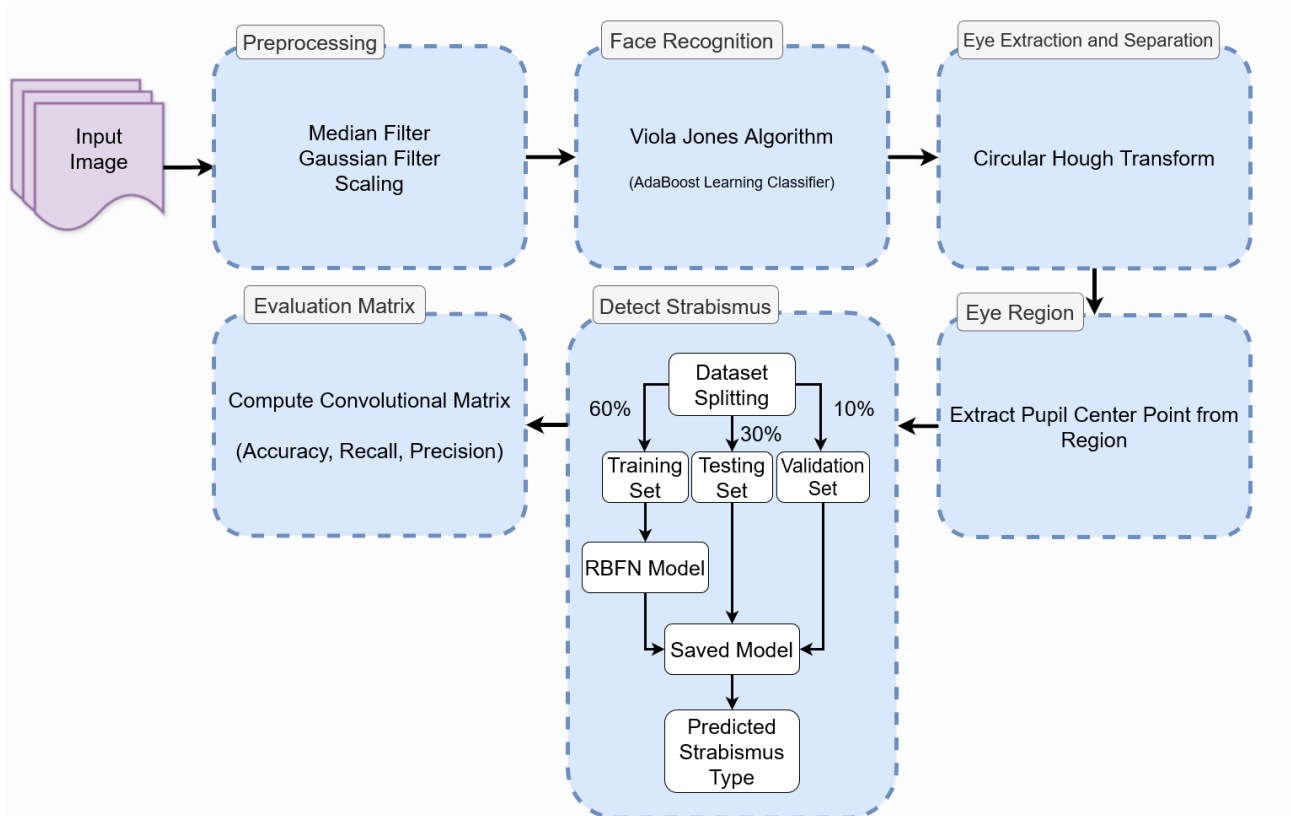 Preprocessing
Face Recognition
Eye Extraction and Separation
Input
Image
Median Filter
Gaussian Filter
Scaling
Viola Jones Algorithm
(AdaBoost Learning Classifier)
Circular Hough Transform
Eye Region
Extract Pupil Center Point from
Region
Detect Strabismus
Dataset
Splitting
60%
30%
10%
Training
Set
Testing
Set
Validation
Set
RBFN Model
Saved Model
Predicted
Strabismus
Type
Evaluation Matrix
Compute Convolutional Matrix
(Accuracy, Recall, Precision)